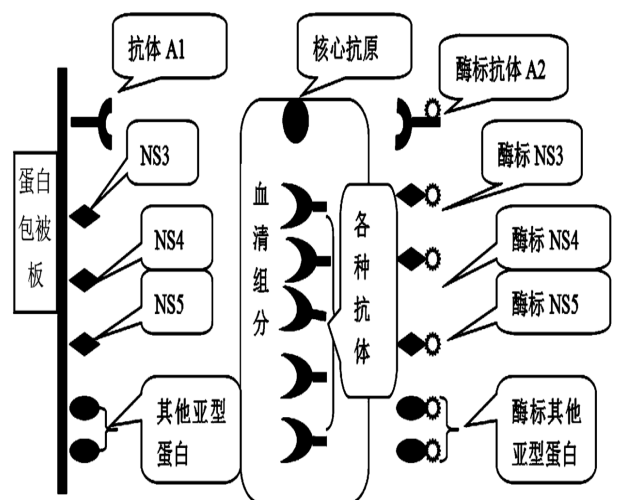 抗体 A1
核心抗原
酶标抗体 A2
蛋白
包被
板
NS3
NS4
NS5
其他亚型
蛋白
血
清
组
分
各
种
抗
体
酶标 NS3
酶标 NS4
酶标 NS5
酶标其他
亚型蛋白